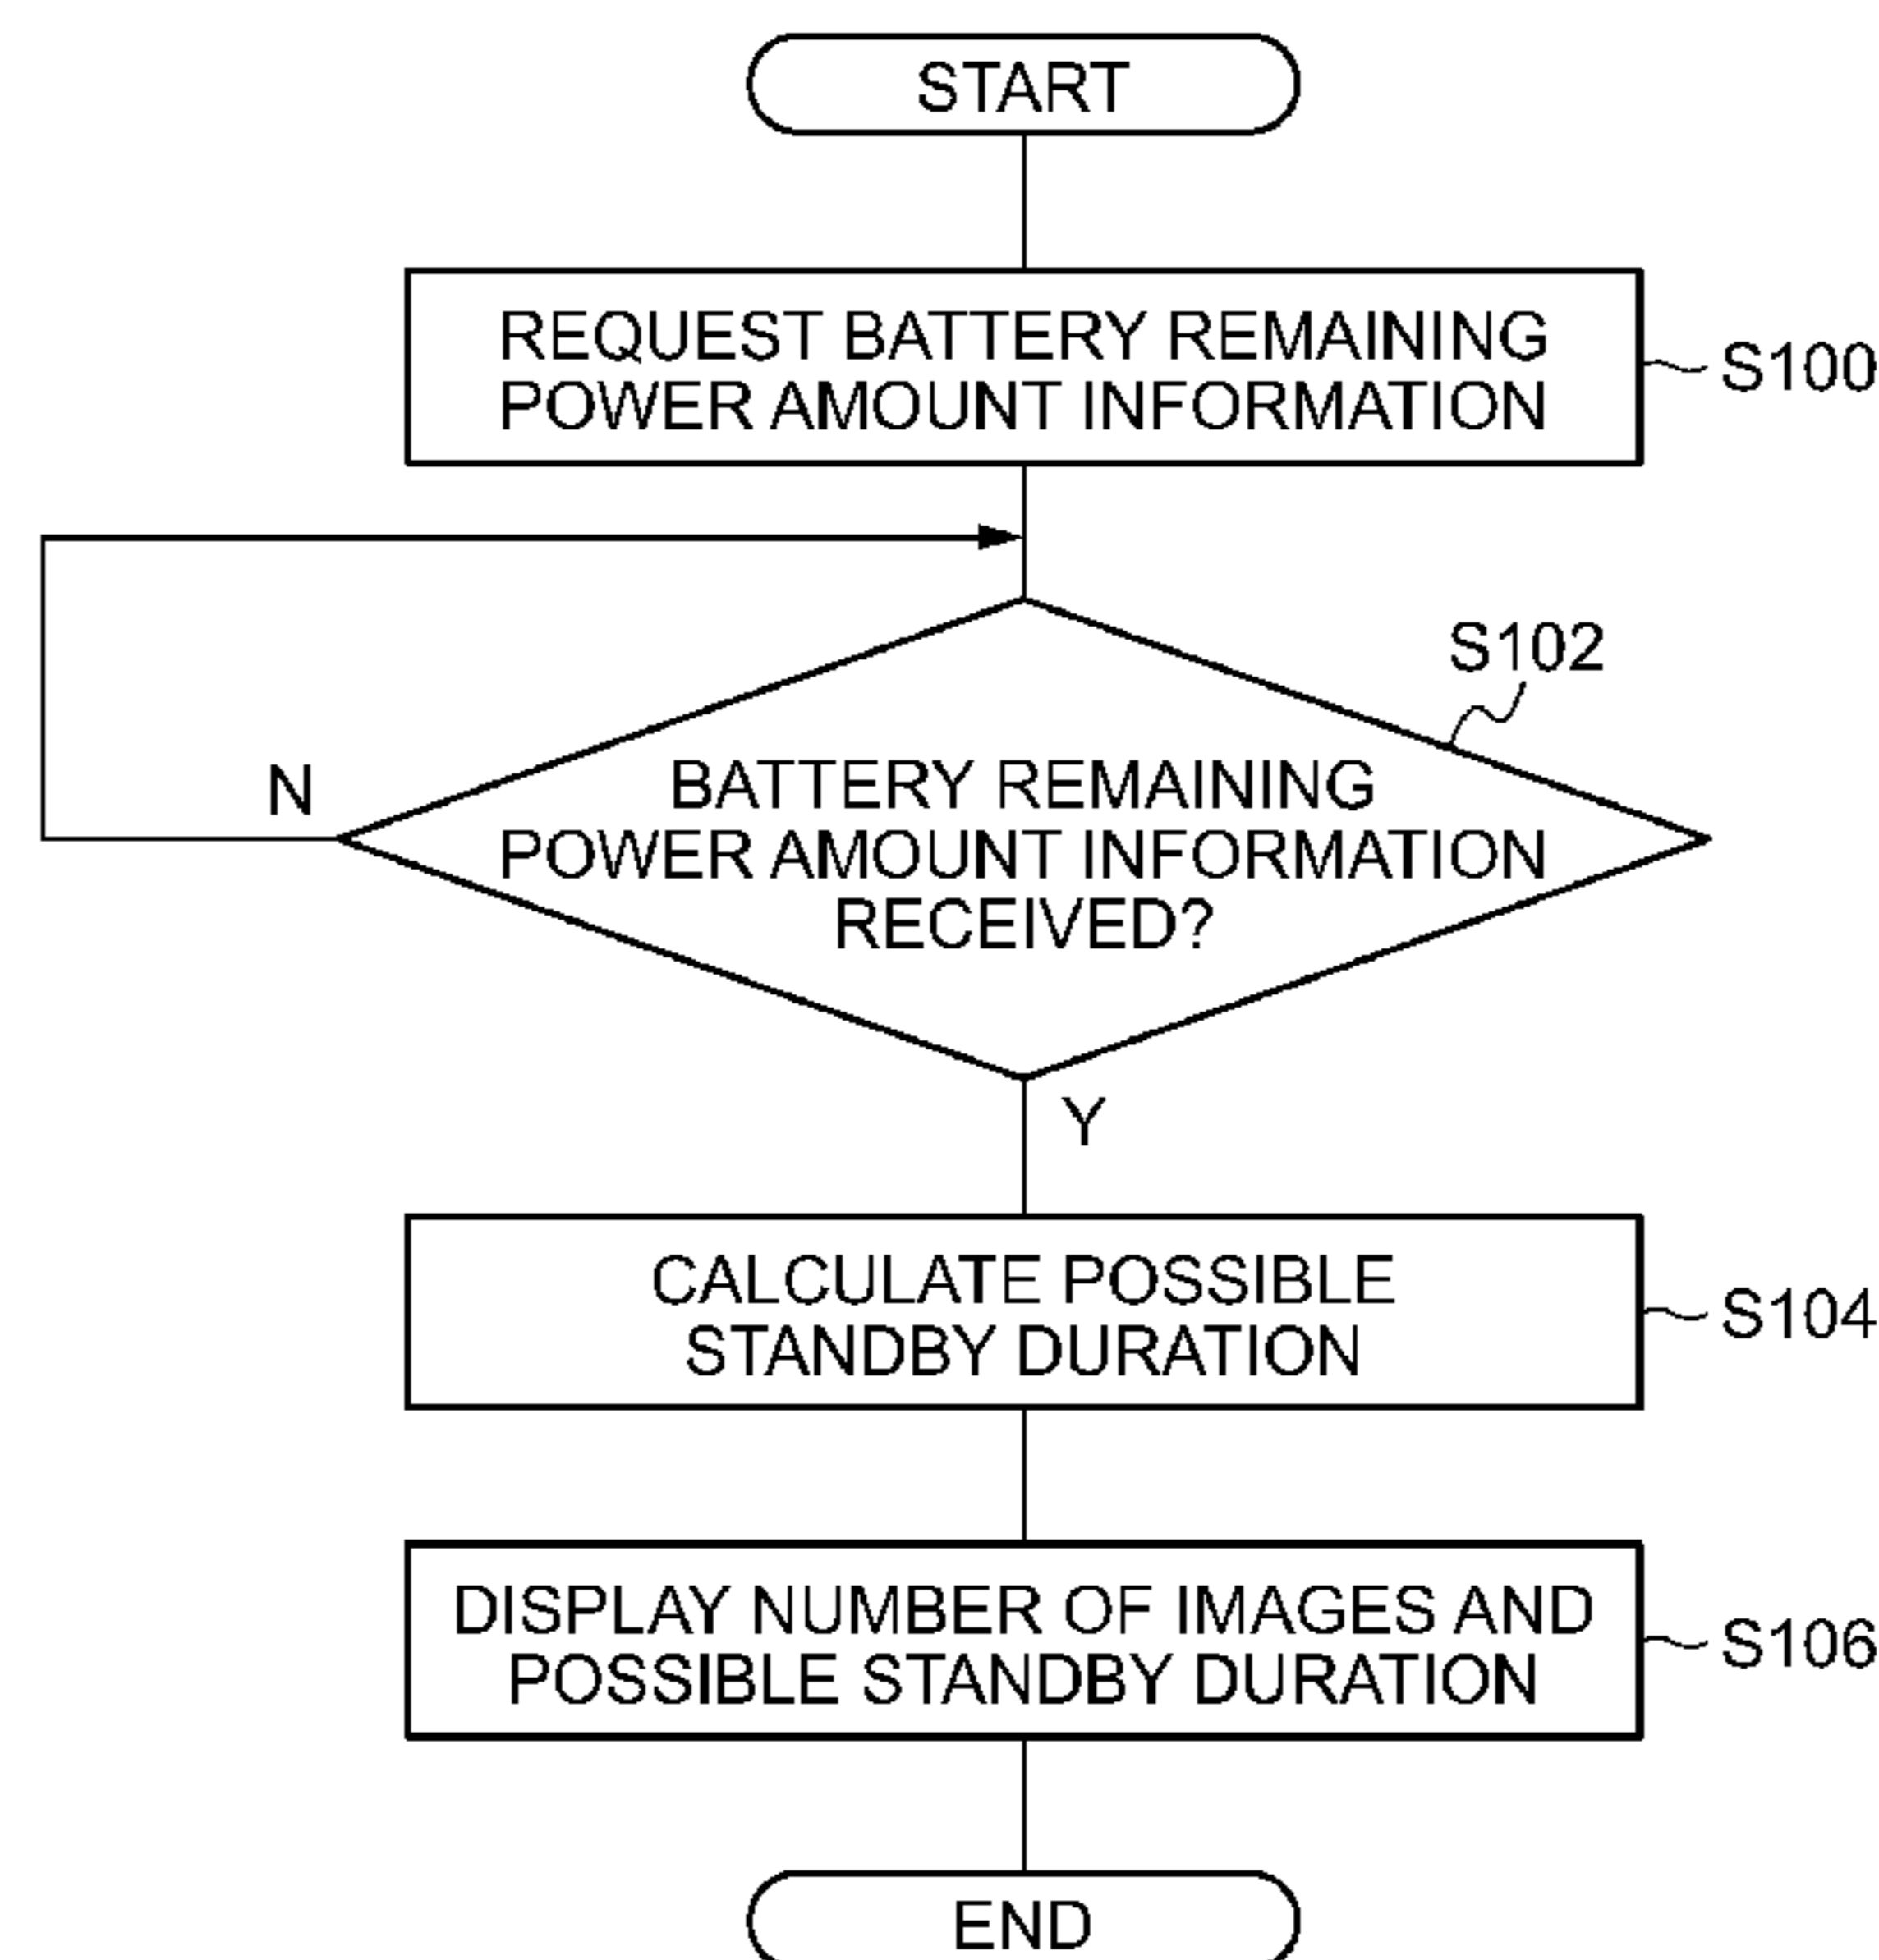 START
REQUEST BATTERY REMAINING
POWER AMOUNT INFORMATION
S100
S102
BATTERY REMAINING
POWER AMOUNT INFORMATION
RECEIVED?
N
Y
CALCULATE POSSIBLE
STANDBY DURATION
S104
DISPLAY NUMBER OF IMAGES AND
POSSIBLE STANDBY DURATION
S106
END